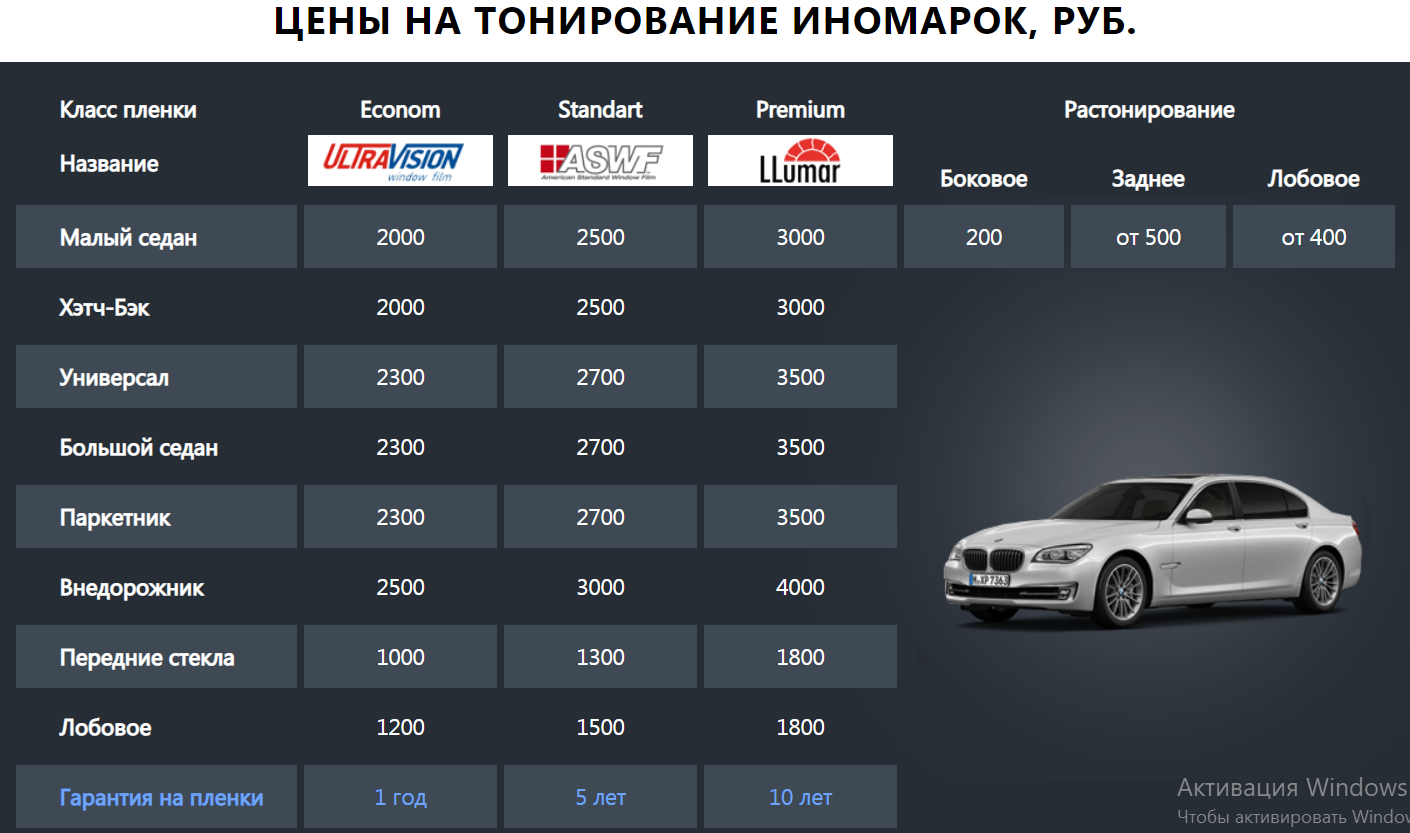 ЦЕНЫ НА ТОНИРОВАНИЕ ИНОМАРОК, РУБ.
Класс пленки Econom Standart Premium Растонирование
Название ULTRAVISION window film ASWF American Standard Window Film LLumar
Боковое Заднее Лобовое
Малый седан 2000 2500 3000 200 от 500 от 400
Хэтч-Бэк 2000 2500 3000
Универсал 2300 2700 3500
Большой седан 2300 2700 3500
Паркетник 2300 2700 3500
Внедорожник 2500 3000 4000
M XP 7363
Передние стекла 1000 1300 1800
Лобовое 1200 1500 1800
Гарантия на пленки 1 год 5 лет 10 лет
Активация Windows
Чтобы активировать Window